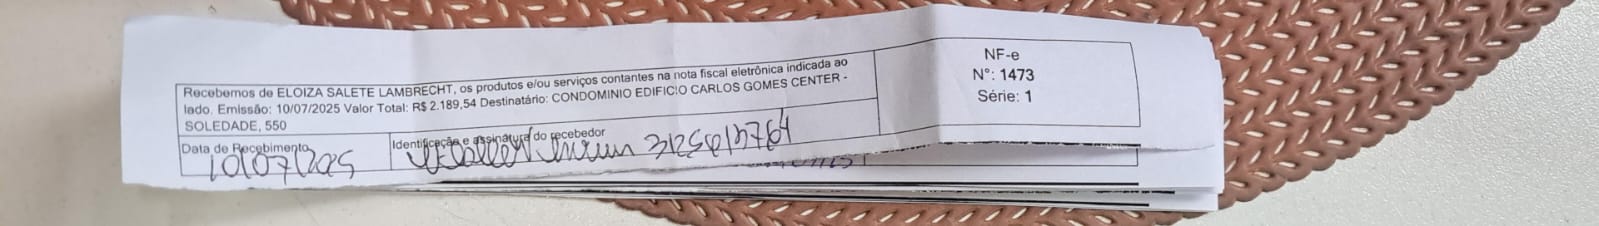 Recebemos de ELOIZA SALETE LAMBRECHT, os produtos e/ou serviços contantes na nota fiscal eletrônica indicada ao
lado. Emissão: 10/07/2025 Valor Total: R$ 2.189,54 Destinatário: CONDOMINIO EDIFICIO CARLOS GOMES CENTER -
SOLEDADE, 550
NF-e
N°: 1473
Série: 1
Data de Recebimento
10/07/2025
Identificação e assinatura do recebedor